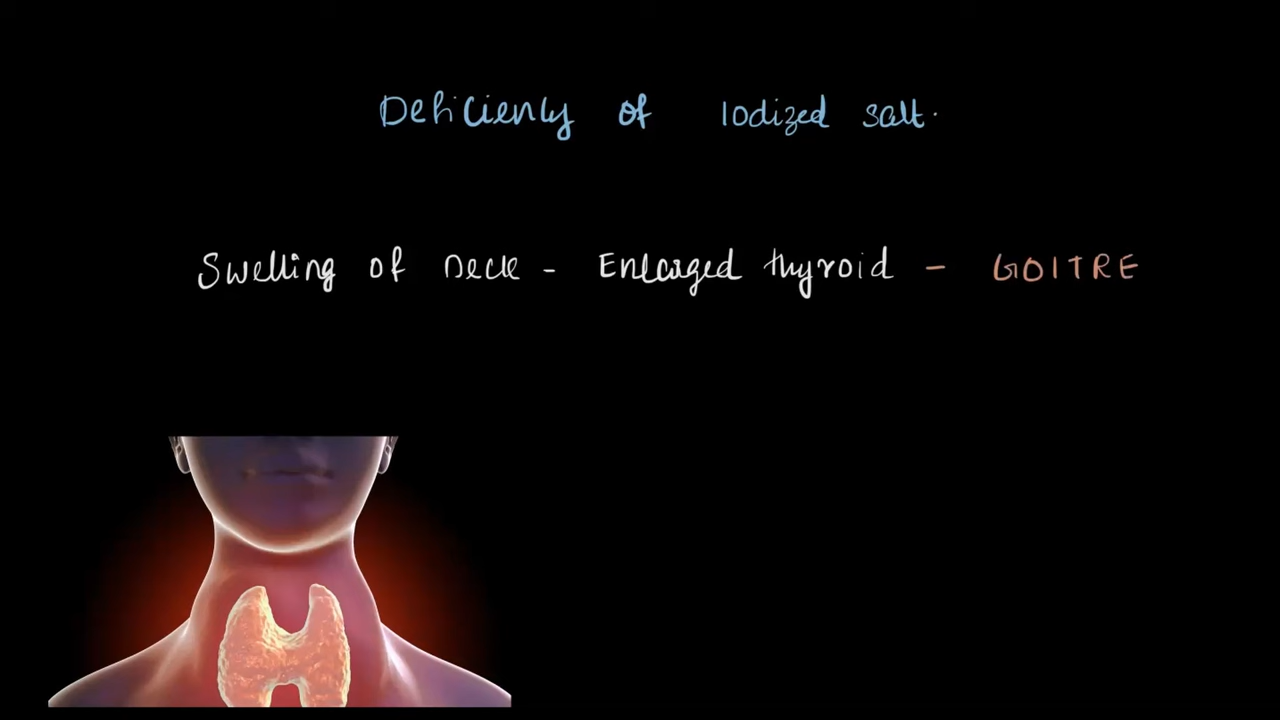 Deficiency of Iodized salt.
Swelling of neck - Enlarged thyroid - GOITRE